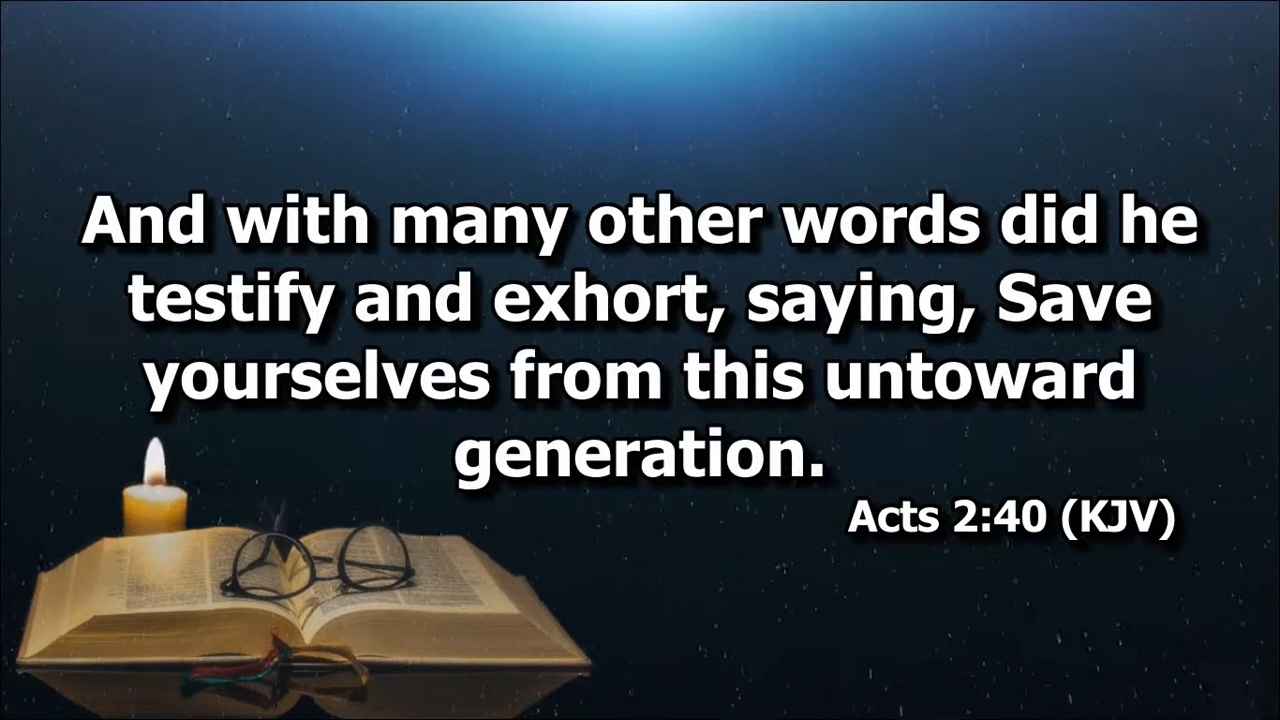 And with many other words did he
testify and exhort, saying, Save
yourselves from this untoward
generation.
Acts 2:40 (KJV)